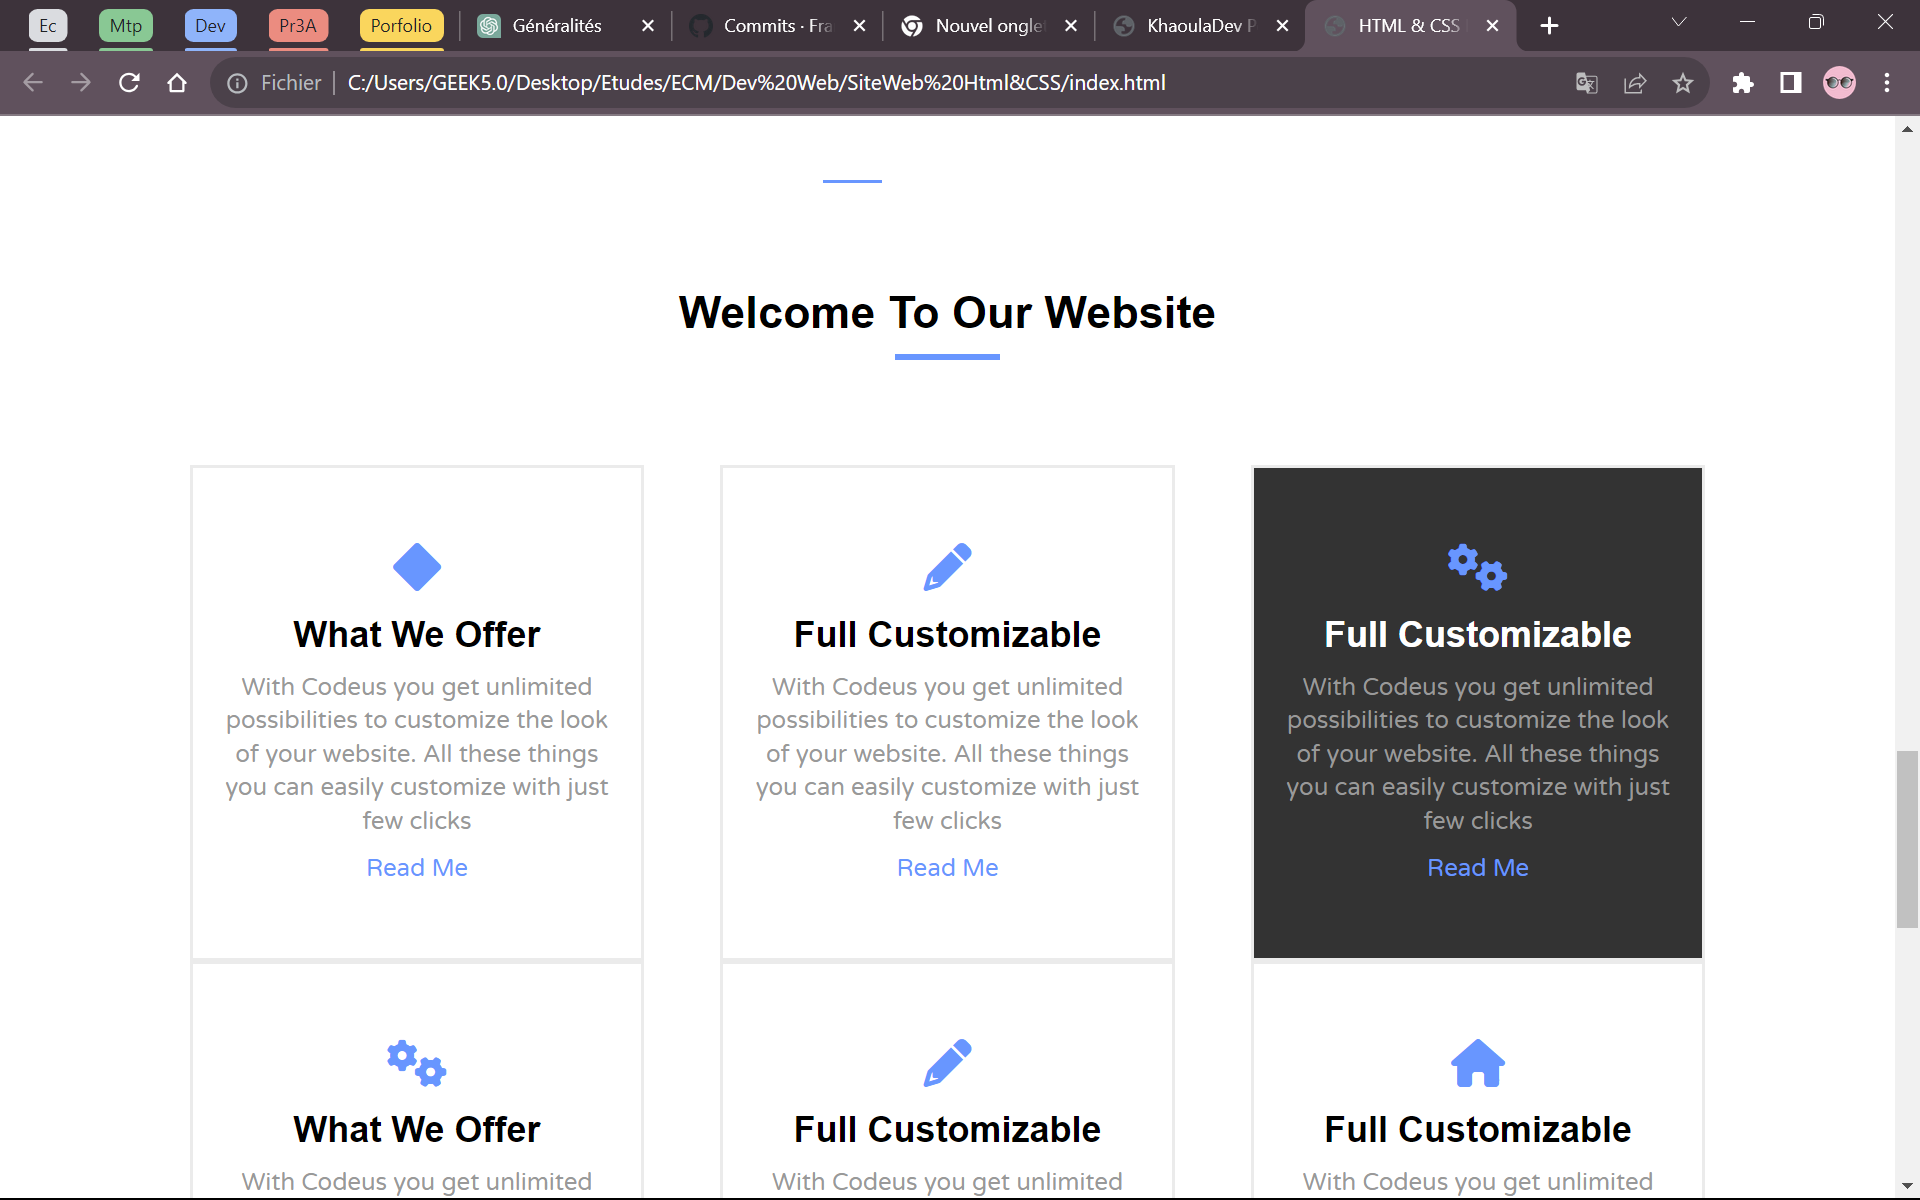 Ec Mtp Dev Pr3A Porfolio Généralités Commits · Fra Nouvel ongle KhaoulaDev P HTML & CSS
Fichier C:/Users/GEEK5.0/Desktop/Etudes/ECM/Dev%20Web/SiteWeb%20Html&CSS/index.html
Welcome To Our Website
What We Offer
With Codeus you get unlimited
possibilities to customize the look
of your website. All these things
you can easily customize with just
few clicks
Read Me
Full Customizable
With Codeus you get unlimited
possibilities to customize the look
of your website. All these things
you can easily customize with just
few clicks
Read Me
Full Customizable
With Codeus you get unlimited
possibilities to customize the look
of your website. All these things
you can easily customize with just
few clicks
Read Me
What We Offer
With Codeus you get unlimited
Full Customizable
With Codeus you get unlimited
Full Customizable
With Codeus you get unlimited